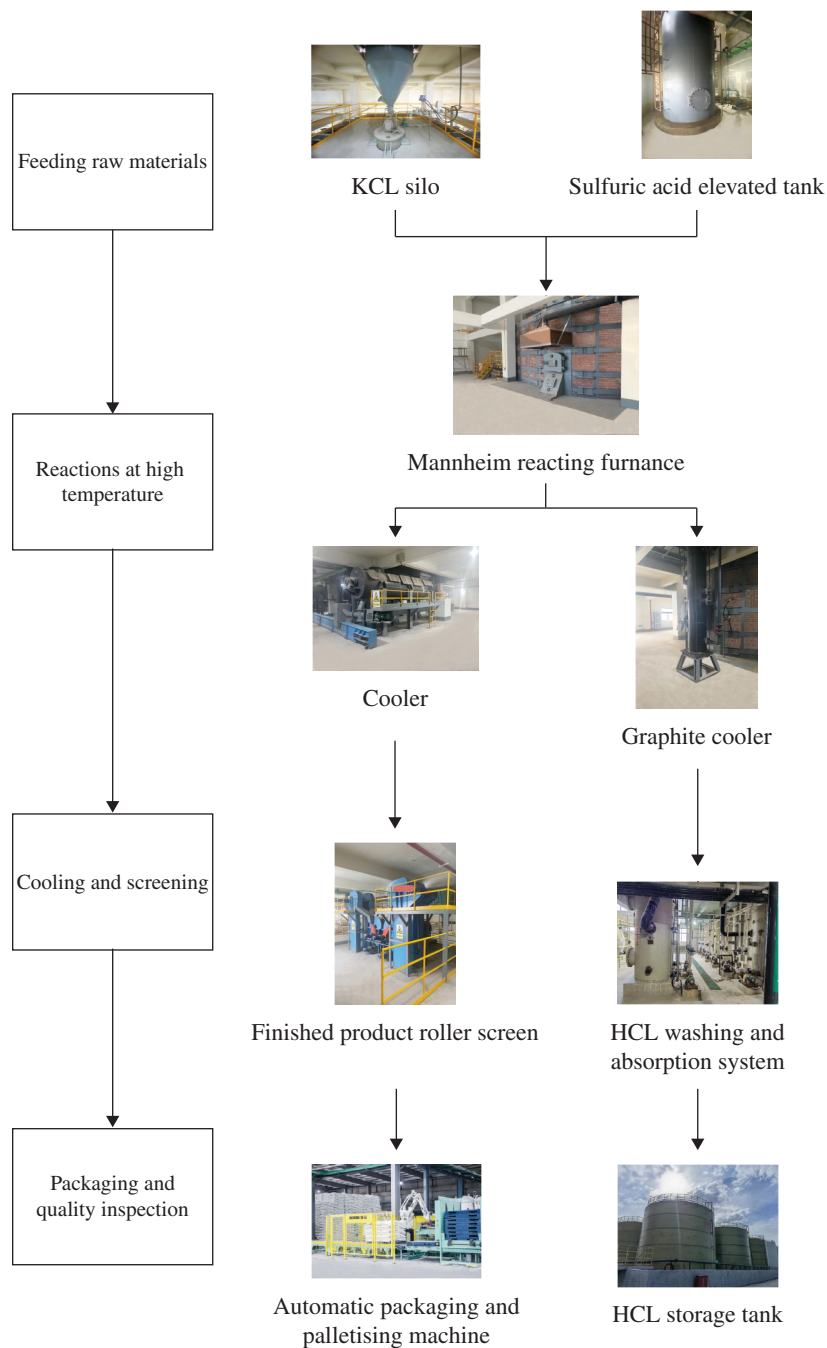 Feeding raw materials
KCL silo
Sulfuric acid elevated tank
Mannheim reacting furnance
Reactions at high
temperature
Cooler
Graphite cooler
Cooling and screening
Finished product roller screen
HCL washing and
absorption system
Packaging and
quality inspection
Automatic packaging and
palletising machine
HCL storage tank